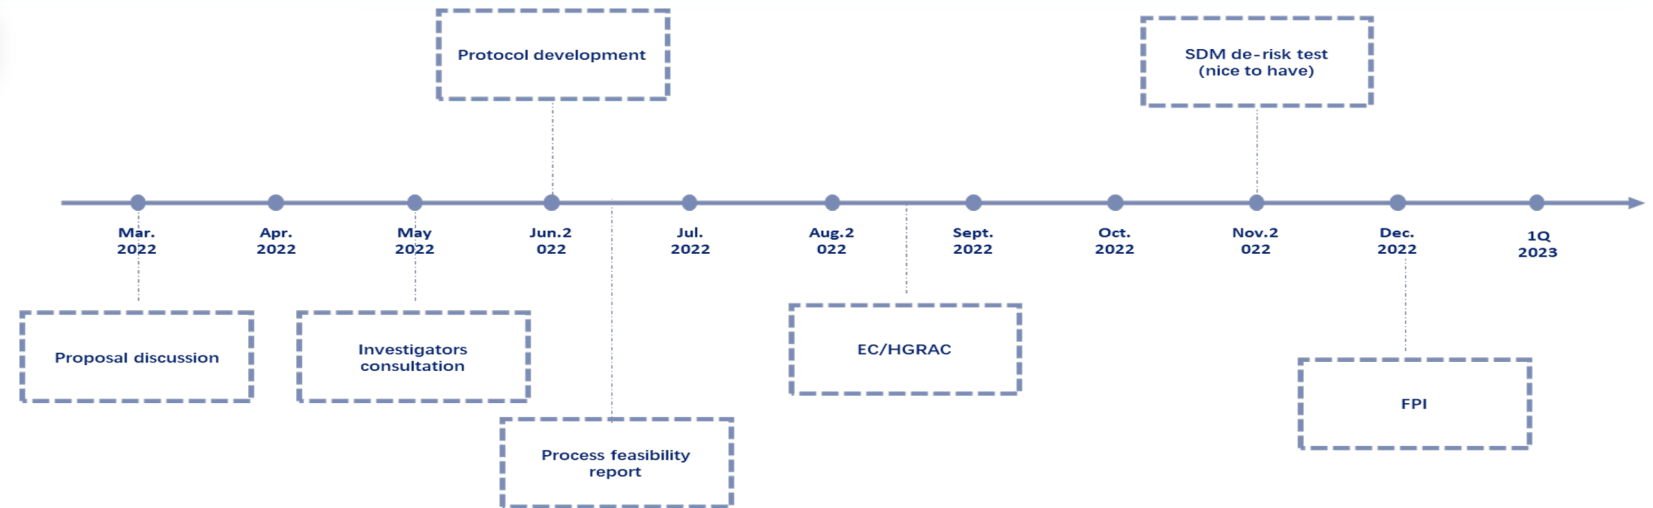 Protocol development
SDM de-risk test
(nice to have)
Mar.
2022
Apr.
2022
May
2022
Jun.2
022
Jul.
2022
Aug.2
022
Sept.
2022
Oct.
2022
Nov.2
022
Dec.
2022
1Q
2023
Proposal discussion
Investigators
consultation
EC/HGRAC
FPI
Process feasibility
report